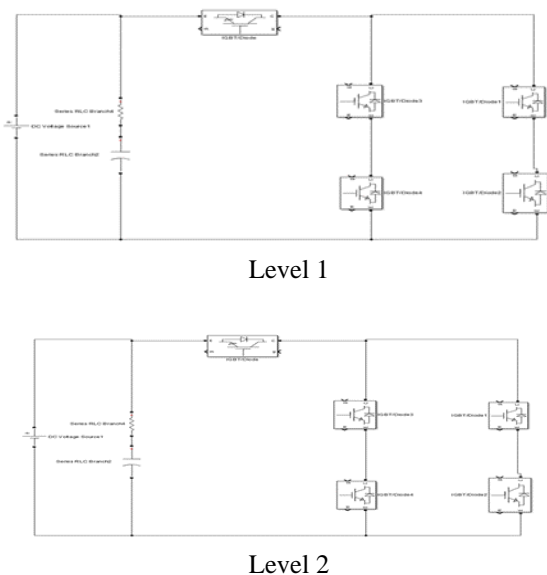 IGBT/Diode
Series RLC Branch
DC Voltage Source1
Series RLC Branch2
IGBT/Diode3
IGBT/Diode1
IGBT/Diode4
IGBT/Diode2
Level 1
IGBT/Diode
Series RLC Branch
DC Voltage Source1
Series RLC Branch2
IGBT/Diode3
IGBT/Diode1
IGBT/Diode4
IGBT/Diode2
Level 2